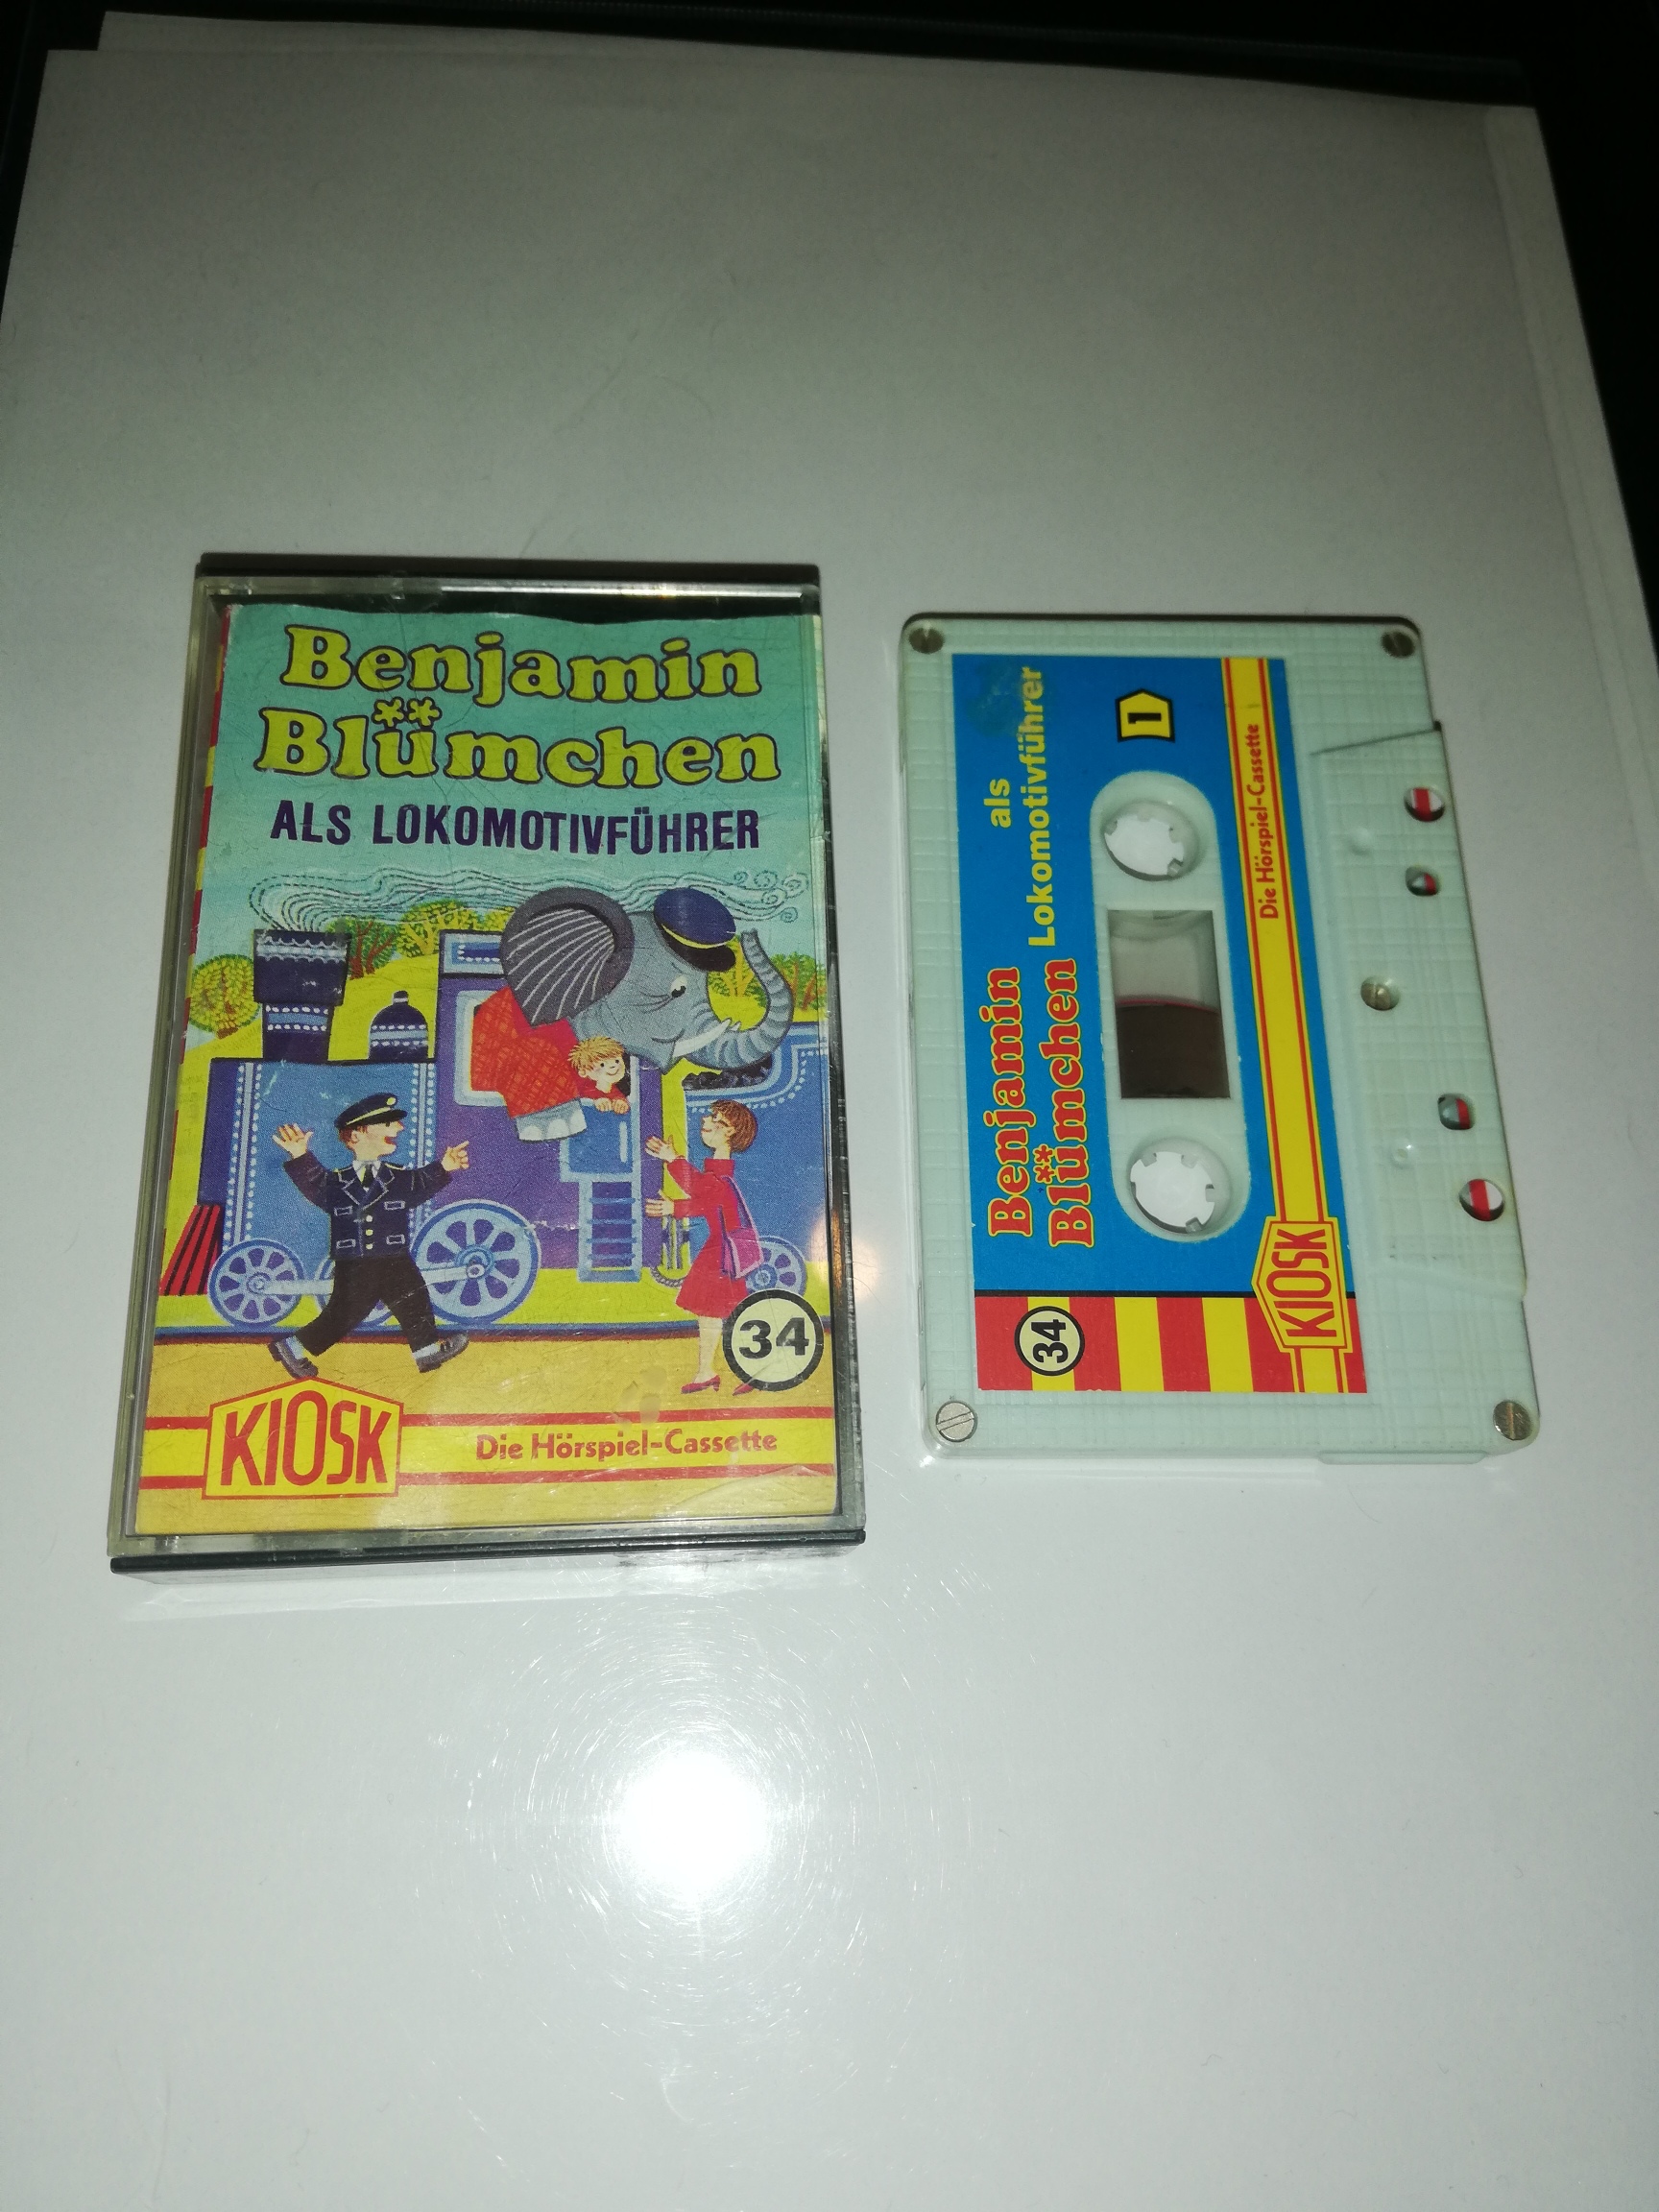 Benjamin
Blümchen
ALS LOKOMOTIVFÜHRER
34
KIOSK
Die Hörspiel-Cassette
Benjamin
Blümchen
als
Lokomotivführer
1
34
KIOSK
Die Hörspiel-Cassette